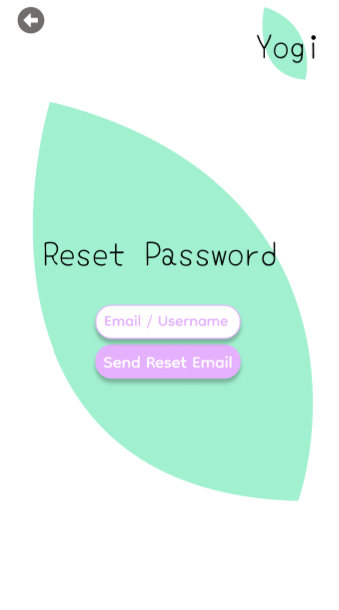 Yogi
Reset Password
Email / Username
Send Reset Email